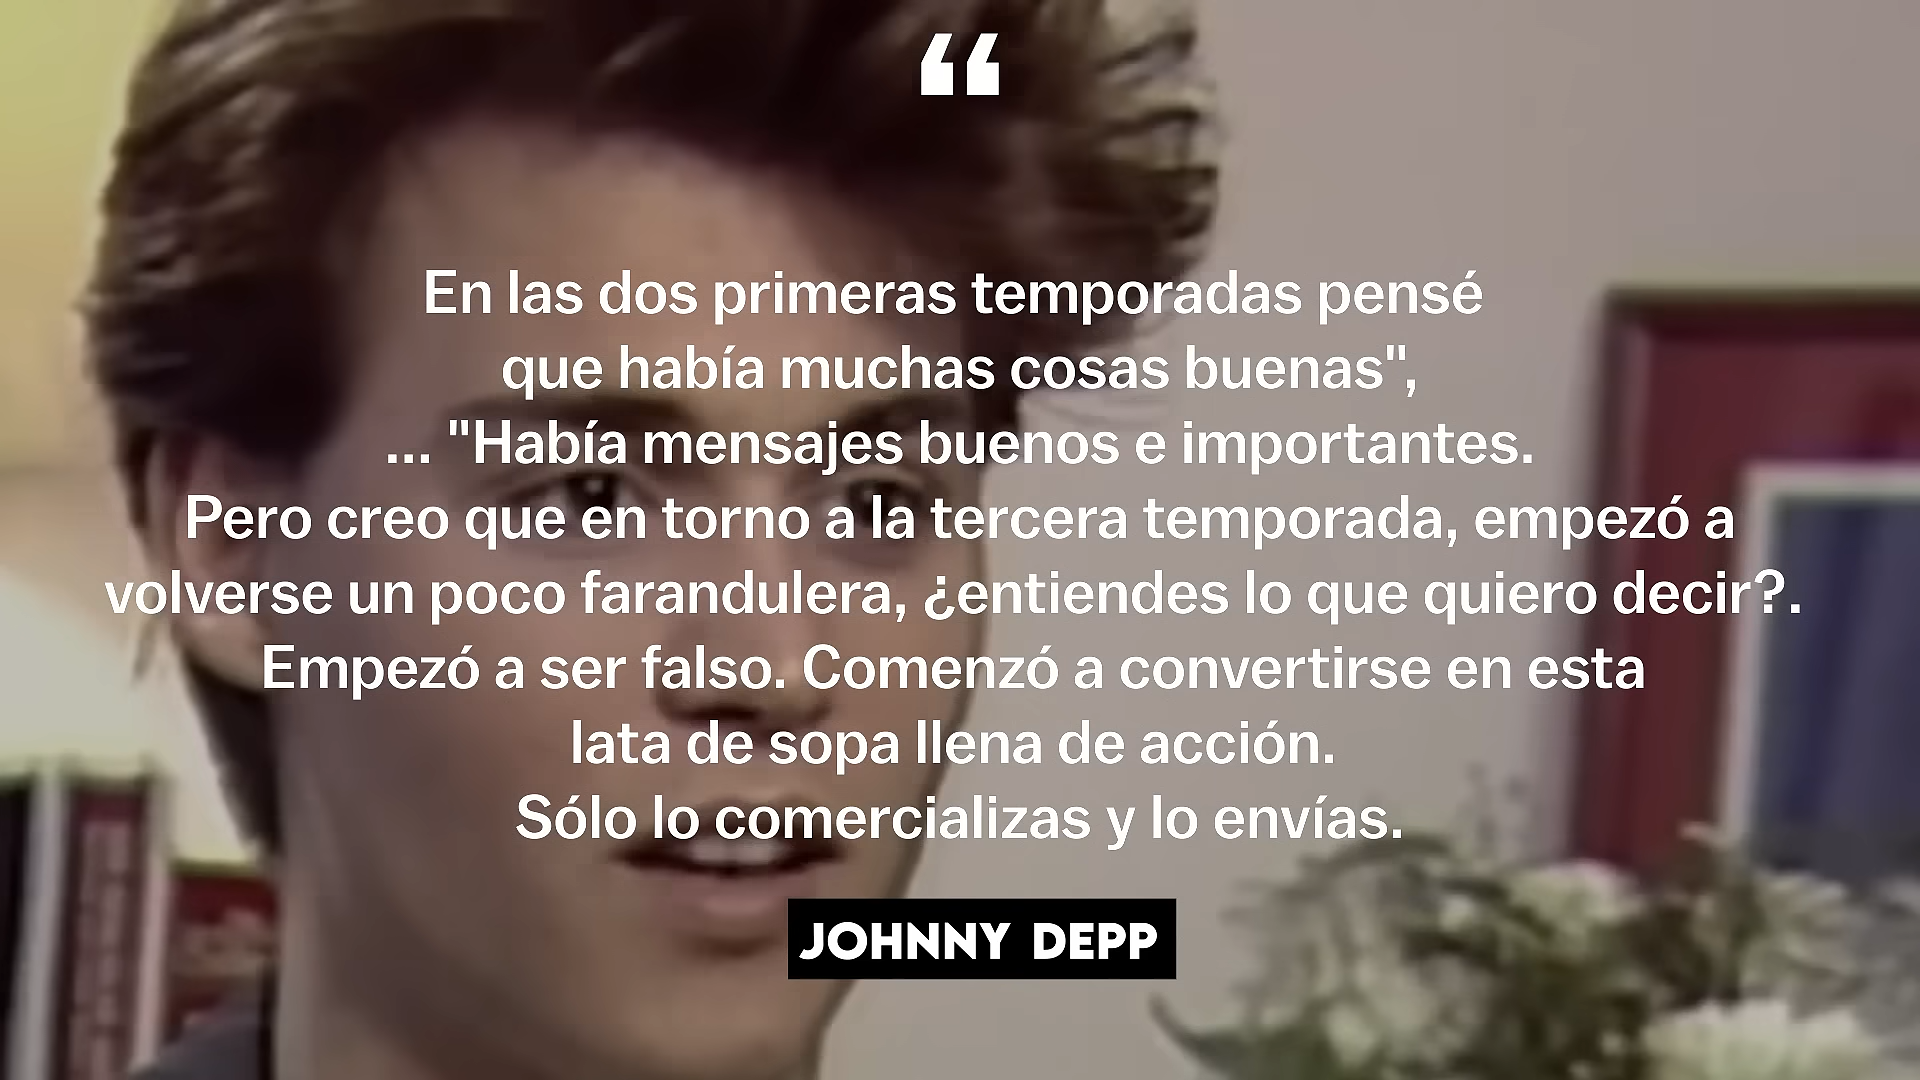 “
En las dos primeras temporadas pensé
que había muchas cosas buenas",
... "Había mensajes buenos e importantes.
Pero creo que en torno a la tercera temporada, empezó a
volverse un poco farandulera, ¿entiendes lo que quiero decir?.
Empezó a ser falso. Comenzó a convertirse en esta
lata de sopa llena de acción.
Sólo lo comercializas y lo envías.
JOHNNY DEPP